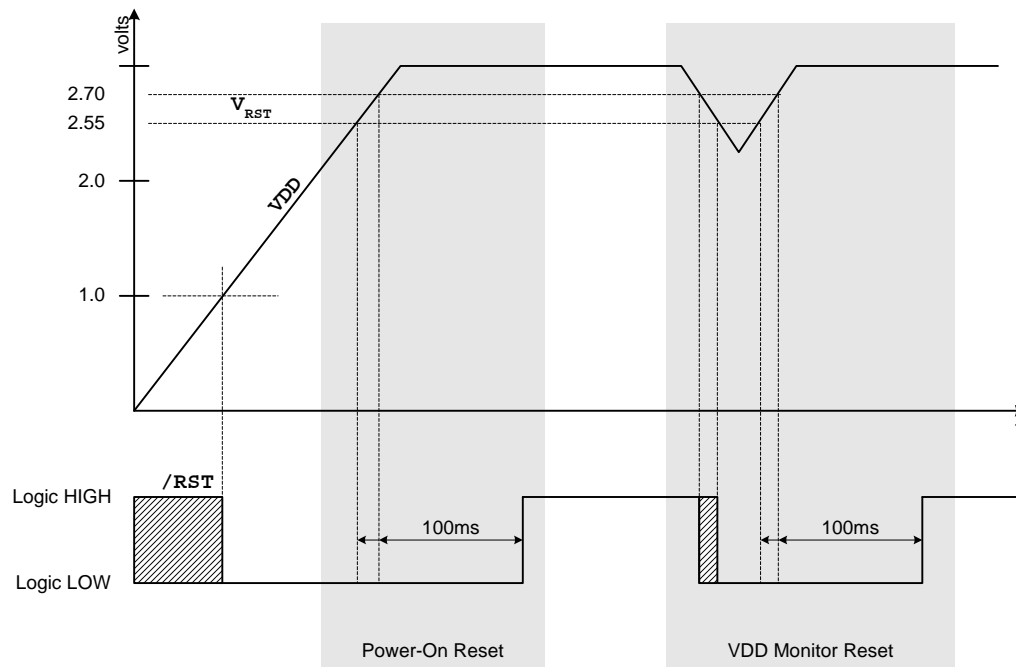 volts
2.70
2.55
V RST
2.0
VDD
1.0
/RST
Logic HIGH
100ms
100ms
Logic LOW
Power-On Reset
VDD Monitor Reset